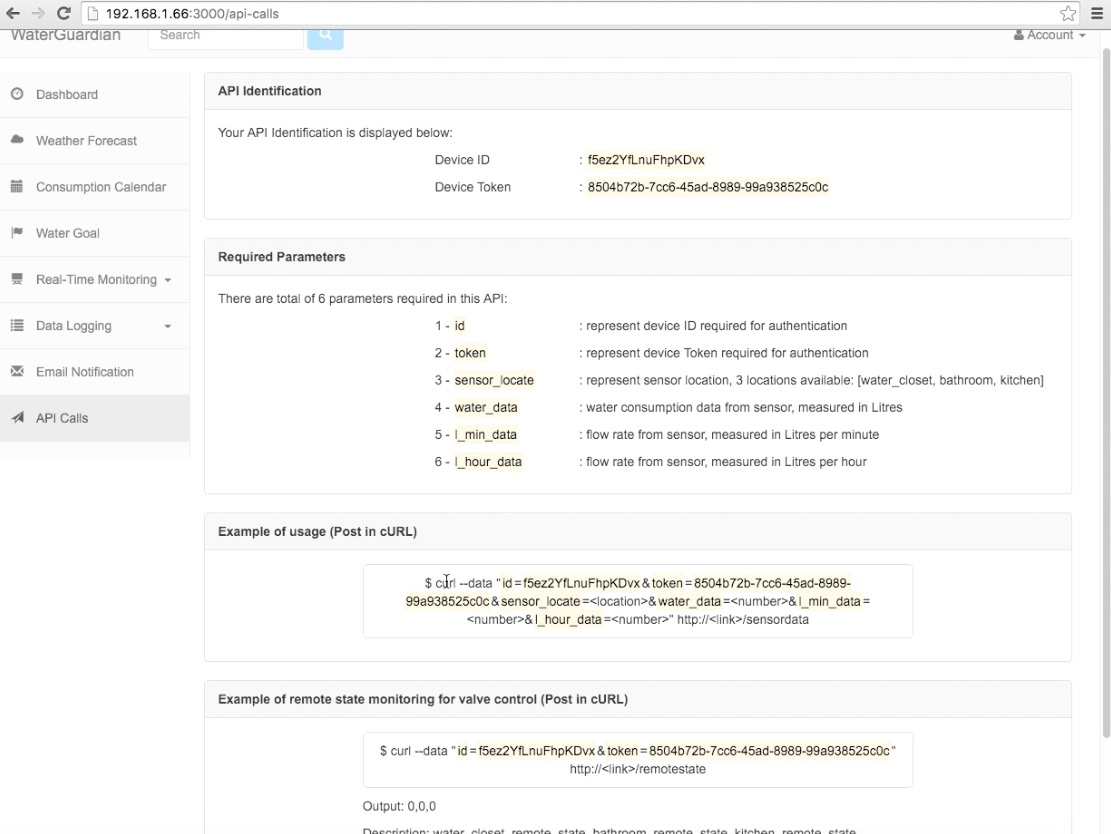 192.168.1.66:3000/api-calls
WaterGuardian
Search
Account
Dashboard
Weather Forecast
Consumption Calendar
Water Goal
Real-Time Monitoring
Data Logging
Email Notification
API Calls
API Identification
Your API Identification is displayed below:
Device ID : f5ez2YfLnuFhpKDvx
Device Token : 8504b72b-7cc6-45ad-8989-99a938525c0c
Required Parameters
There are total of 6 parameters required in this API:
1 - id : represent device ID required for authentication
2 - token : represent device Token required for authentication
3 - sensor_locate : represent sensor location, 3 locations available: [water_closet, bathroom, kitchen]
4 - water_data : water consumption data from sensor, measured in Litres
5 - l_min_data : flow rate from sensor, measured in Litres per minute
6 - l_hour_data : flow rate from sensor, measured in Litres per hour
Example of usage (Post in cURL)
$ curl --data "id=f5ez2YfLnuFhpKDvx&token=8504b72b-7cc6-45ad-8989-
99a938525c0c&sensor_locate=<location>&water_data=<number>&l_min_data=
<number>&l_hour_data=<number>" http://<link>/sensordata
Example of remote state monitoring for valve control (Post in cURL)
$ curl --data "id=f5ez2YfLnuFhpKDvx&token=8504b72b-7cc6-45ad-8989-99a938525c0c"
http://<link>/remotestate
Output: 0,0,0
Description: water_closet_remote_state, bathroom_remote_state, kitchen_remote_state